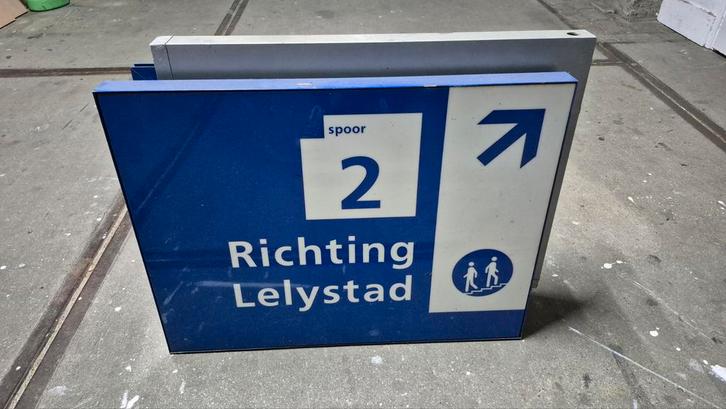 spoor
2
Richting
Lelystad